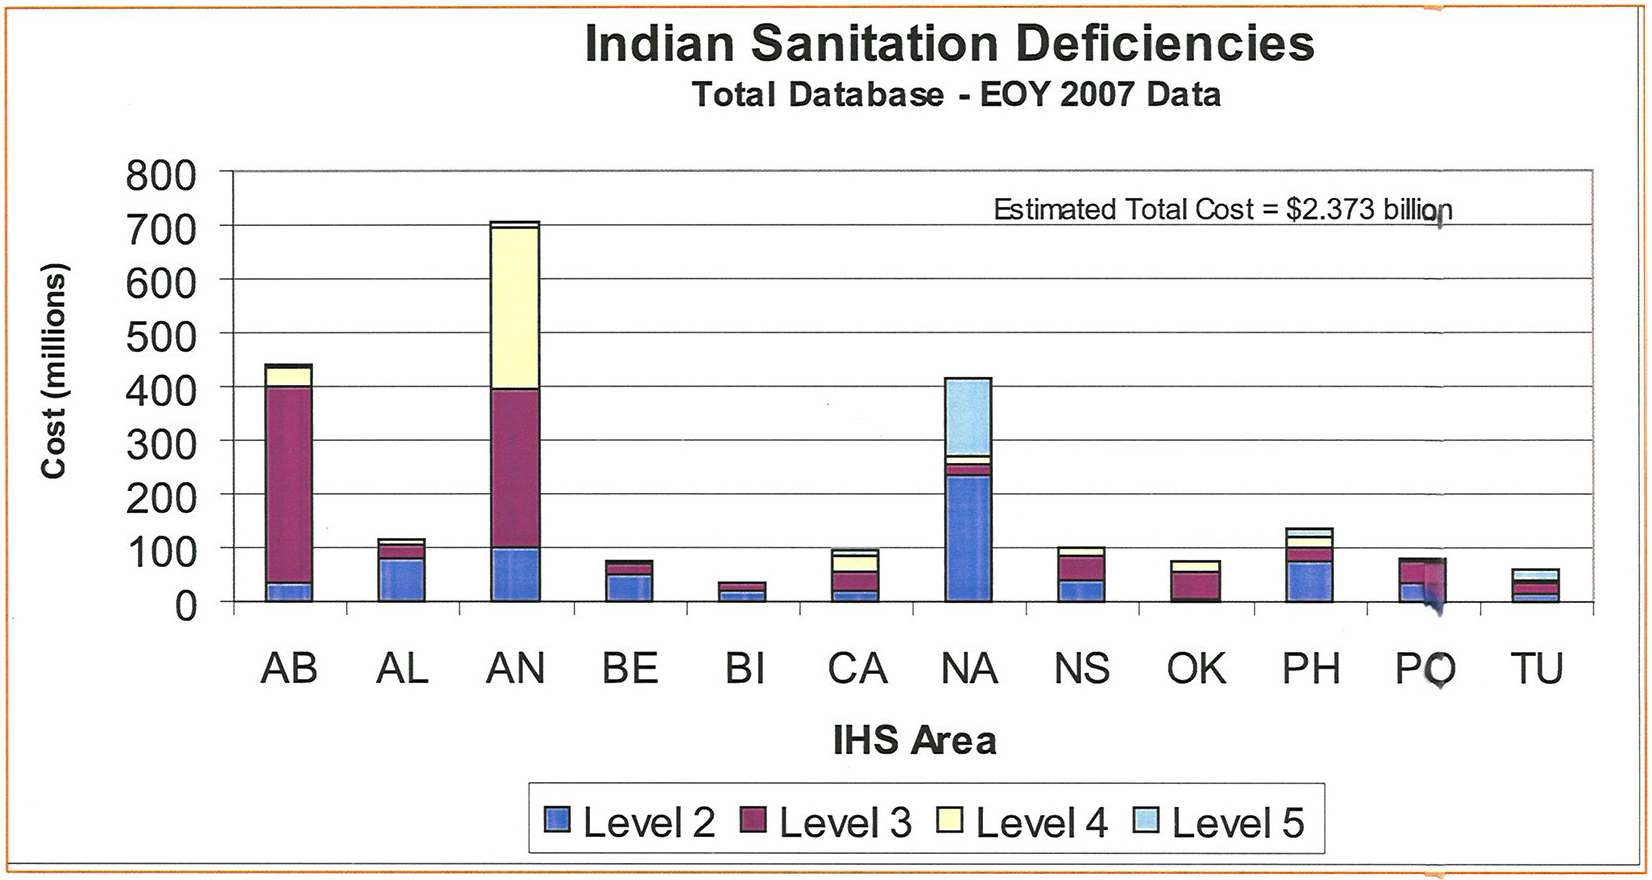 Indian Sanitation Deficiencies
Total Database - EOY 2007 Data
Estimated Total Cost = $2.373 billion
Cost (millions)
800
700
600
500
400
300
200
100
0
AB AL AN BE BI CA NA NS OK PH PO TU
IHS Area
Level 2 Level 3 Level 4 Level 5